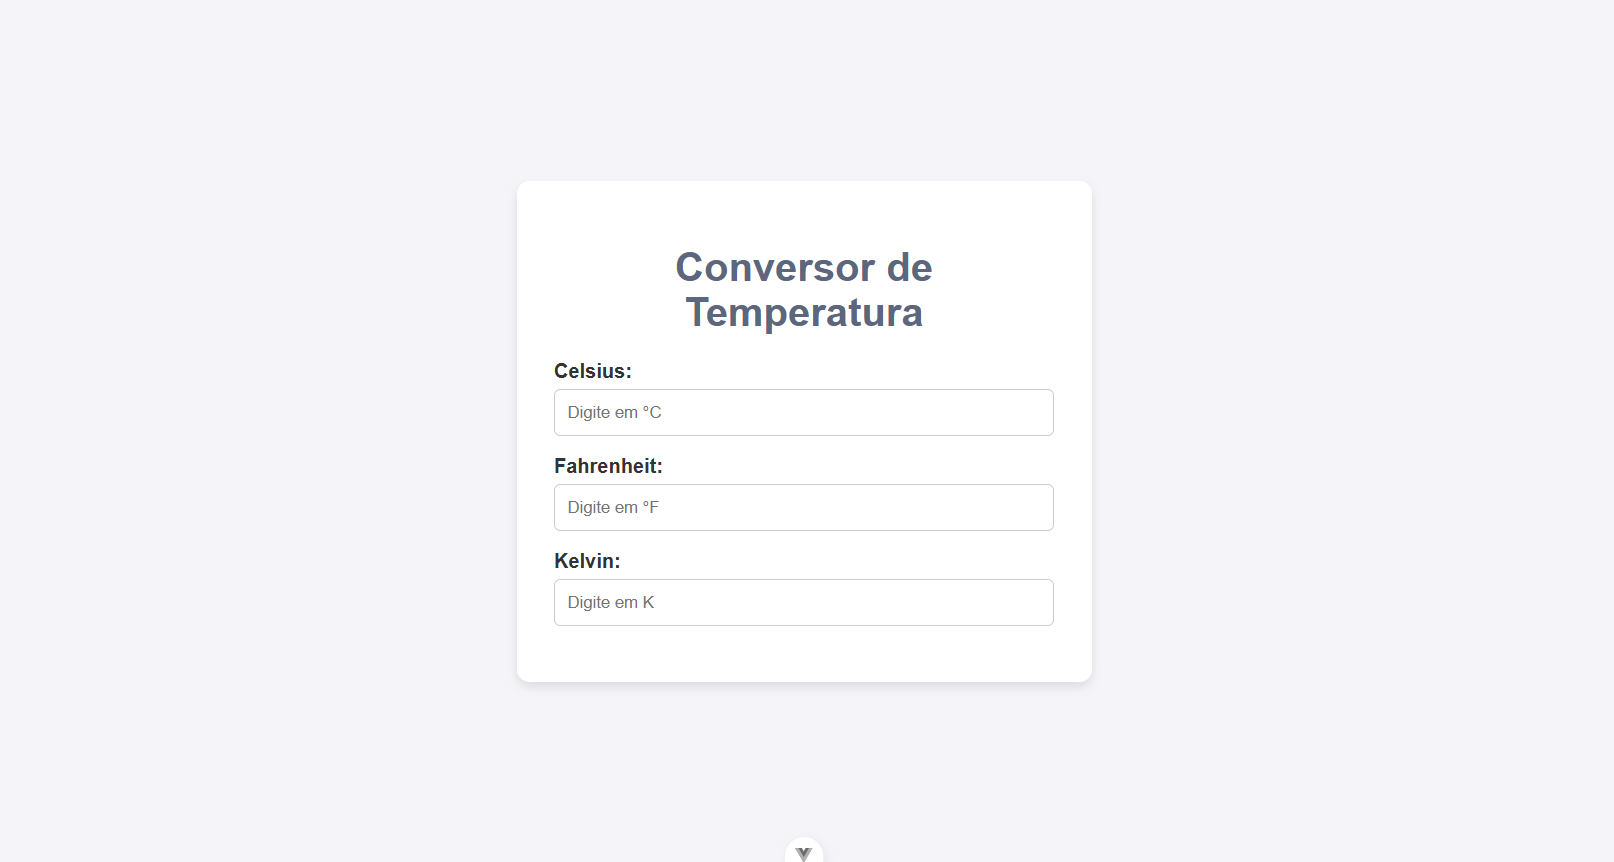 Conversor de
Temperatura
Celsius:
Digite em °C
Fahrenheit:
Digite em °F
Kelvin:
Digite em K